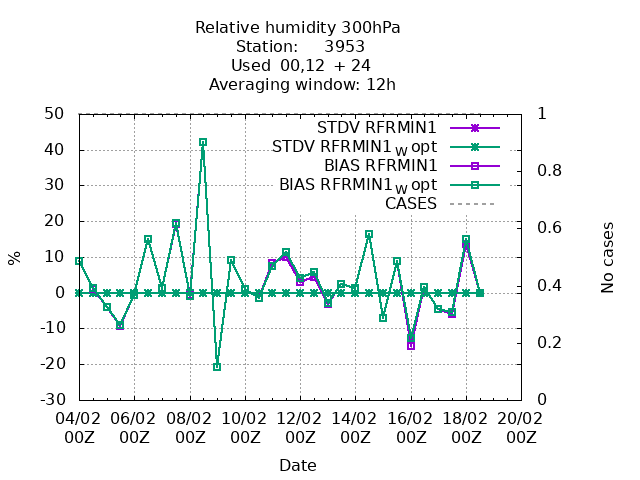 Relative humidity 300hPa
Station: 3953
Used 00,12 + 24
Averaging window: 12h
STDV RFRMIN1
STDV RFRMIN1_W opt
BIAS RFRMIN1
BIAS RFRMIN1_W opt
CASES
50
40
30
20
10
0
-10
-20
-30
%
1
0.8
0.6
0.4
0.2
0
No cases
04/02 06/02 08/02 10/02 12/02 14/02 16/02 18/02 20/02
00Z 00Z 00Z 00Z 00Z 00Z 00Z 00Z 00Z
Date